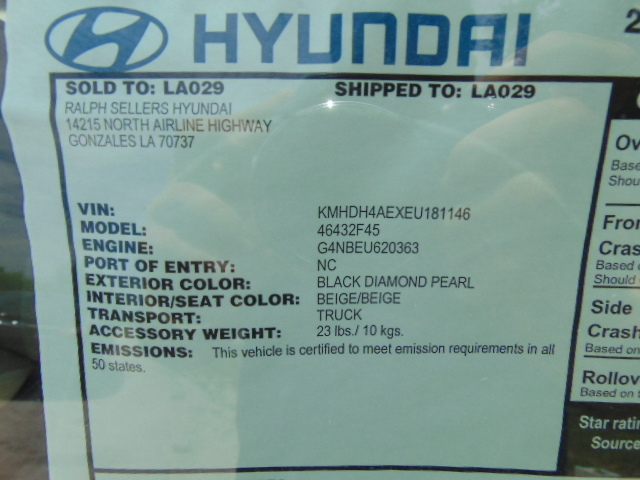 HYUNDAI
2
SOLD TO: LA029 SHIPPED TO: LA029
RALPH SELLERS HYUNDAI
14215 NORTH AIRLINE HIGHWAY
GONZALES LA 70737
VIN: KMHDH4AEXEU181146
MODEL: 46432F45
ENGINE: G4NBEU620363
PORT OF ENTRY: NC
EXTERIOR COLOR: BLACK DIAMOND PEARL
INTERIOR/SEAT COLOR: BEIGE/BEIGE
TRANSPORT: TRUCK
ACCESSORY WEIGHT: 23 lbs./ 10 kgs.
EMISSIONS: This vehicle is certified to meet emission requirements in all
50 states.
Ov
Base
Shou
Fron
Cras
Based o
Should
Side
Crash
Based on
Rollov
Based on
Star ratin
Source